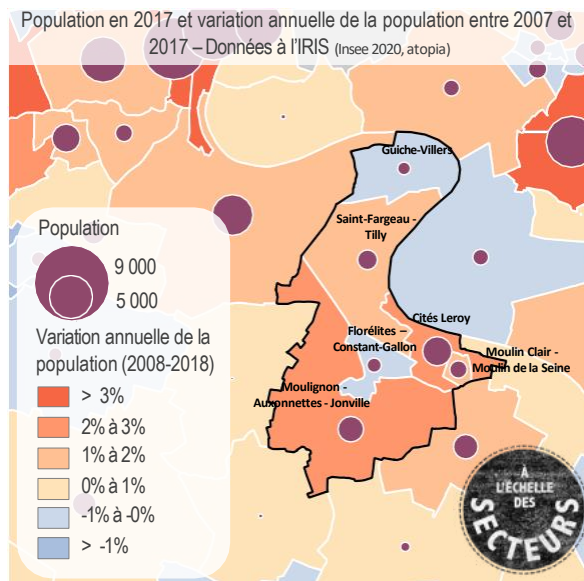 Population en 2017 et variation annuelle de la population entre 2007 et
2017 – Données à l'IRIS (Insee 2020, atopia)
Guiche-Villers
Saint-Fargeau -
Tilly
Cités Leroy
Florélites –
Constant-Gallon
Moulin Clair -
Moulin de la Seine
Moulignon -
Auxonnettes - Jonville
Population
9 000
5 000
Variation annuelle de la
population (2008-2018)
> 3%
2% à 3%
1% à 2%
0% à 1%
-1% à -0%
> -1%
À
L'ÉCHELLE
DES
SECTEURS